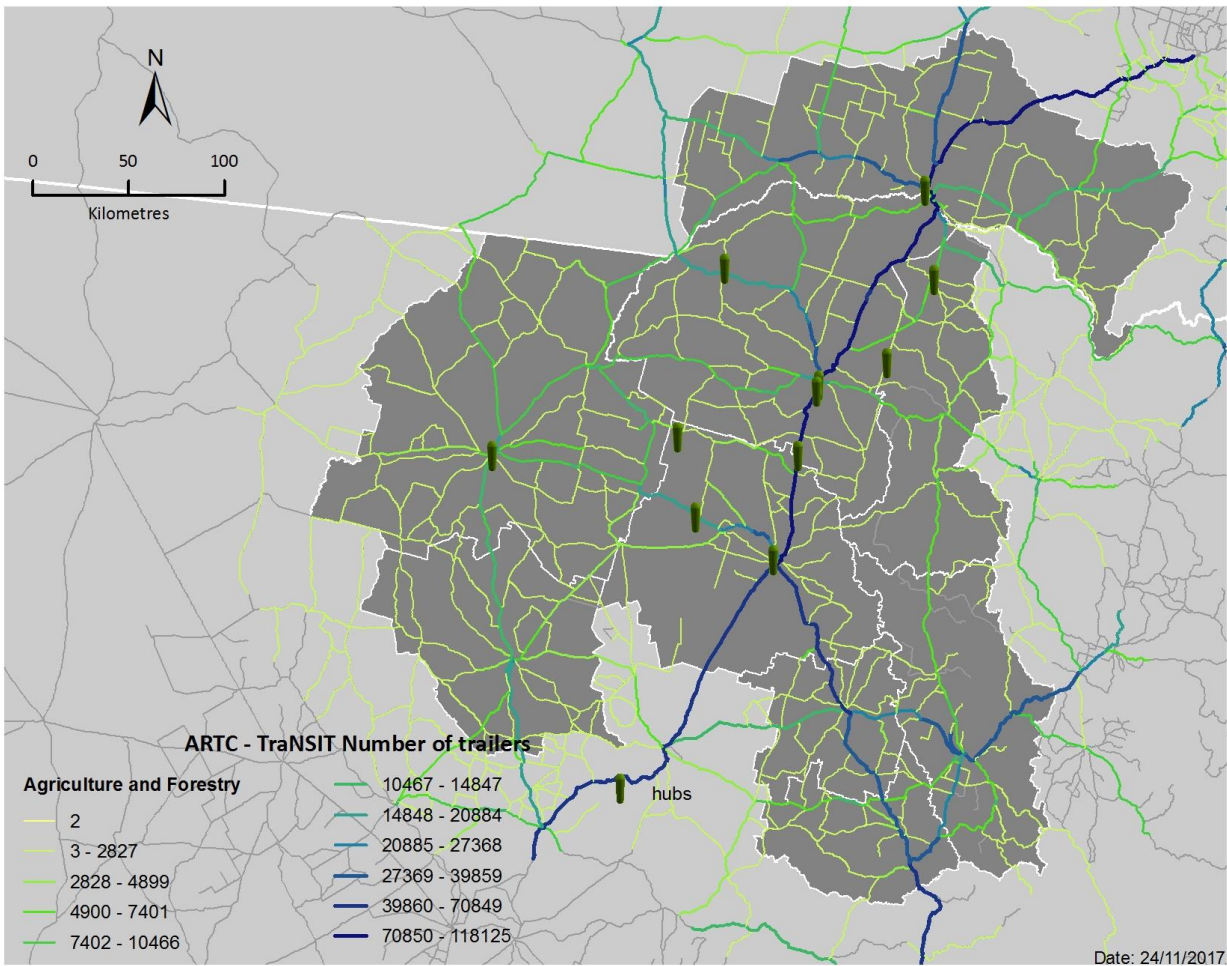 N
0 50 100
Kilometres
ARTC - TraNSIT Number of trailers
Agriculture and Forestry
2
3 - 2827
2828 - 4899
4900 - 7401
7402 - 10466
10467 - 14847
14848 - 20884
20885 - 27368
27369 - 39859
39860 - 70849
70850 - 118125
hubs
Date: 24/11/2017